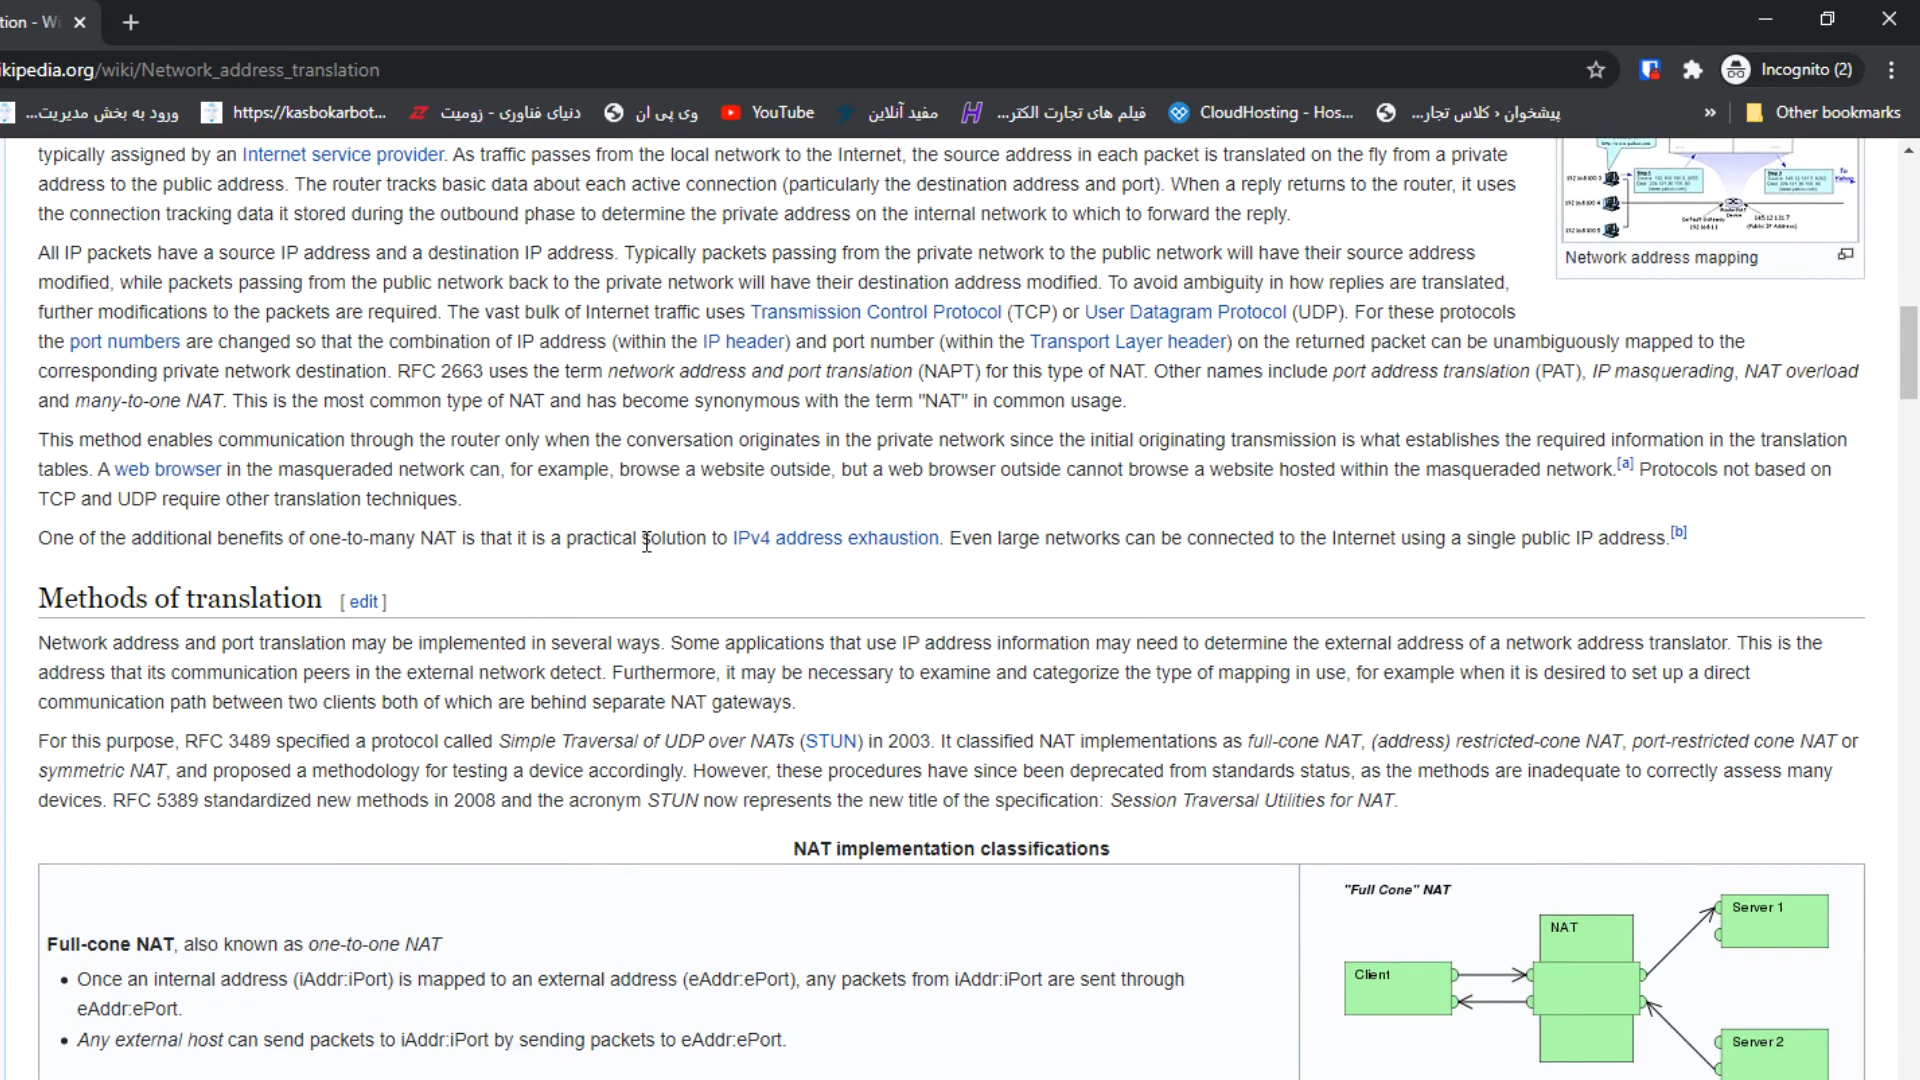 tion - Wi
ikipedia.org/wiki/Network_address_translation
Incognito (2)
ورود به بخش مدیریت...
https://kasbokarbot...
دنیای فناوری - زومیت
وی پی ان
YouTube
مفید آنلاین
فیلم های تجارت الکتر...
CloudHosting - Hos...
پیشخوان ‹ کلاس تجار...
»
Other bookmarks
typically assigned by an Internet service provider. As traffic passes from the local network to the Internet, the source address in each packet is translated on the fly from a private
address to the public address. The router tracks basic data about each active connection (particularly the destination address and port). When a reply returns to the router, it uses
the connection tracking data it stored during the outbound phase to determine the private address on the internal network to which to forward the reply.
Network address mapping
All IP packets have a source IP address and a destination IP address. Typically packets passing from the private network to the public network will have their source address
modified, while packets passing from the public network back to the private network will have their destination address modified. To avoid ambiguity in how replies are translated,
further modifications to the packets are required. The vast bulk of Internet traffic uses Transmission Control Protocol (TCP) or User Datagram Protocol (UDP). For these protocols
the port numbers are changed so that the combination of IP address (within the IP header) and port number (within the Transport Layer header) on the returned packet can be unambiguously mapped to the
corresponding private network destination. RFC 2663 uses the term network address and port translation (NAPT) for this type of NAT. Other names include port address translation (PAT), IP masquerading, NAT overload
and many-to-one NAT. This is the most common type of NAT and has become synonymous with the term "NAT" in common usage.
This method enables communication through the router only when the conversation originates in the private network since the initial originating transmission is what establishes the required information in the translation
tables. A web browser in the masqueraded network can, for example, browse a website outside, but a web browser outside cannot browse a website hosted within the masqueraded network.[a] Protocols not based on
TCP and UDP require other translation techniques.
One of the additional benefits of one-to-many NAT is that it is a practical solution to IPv4 address exhaustion. Even large networks can be connected to the Internet using a single public IP address.[b]
Methods of translation [ edit ]
Network address and port translation may be implemented in several ways. Some applications that use IP address information may need to determine the external address of a network address translator. This is the
address that its communication peers in the external network detect. Furthermore, it may be necessary to examine and categorize the type of mapping in use, for example when it is desired to set up a direct
communication path between two clients both of which are behind separate NAT gateways.
For this purpose, RFC 3489 specified a protocol called Simple Traversal of UDP over NATs (STUN) in 2003. It classified NAT implementations as full-cone NAT, (address) restricted-cone NAT, port-restricted cone NAT or
symmetric NAT, and proposed a methodology for testing a device accordingly. However, these procedures have since been deprecated from standards status, as the methods are inadequate to correctly assess many
devices. RFC 5389 standardized new methods in 2008 and the acronym STUN now represents the new title of the specification: Session Traversal Utilities for NAT.
NAT implementation classifications
Full-cone NAT, also known as one-to-one NAT
• Once an internal address (iAddr:iPort) is mapped to an external address (eAddr:ePort), any packets from iAddr:iPort are sent through
eAddr:ePort.
• Any external host can send packets to iAddr:iPort by sending packets to eAddr:ePort.
"Full Cone" NAT
Server 1
NAT
Client
Server 2